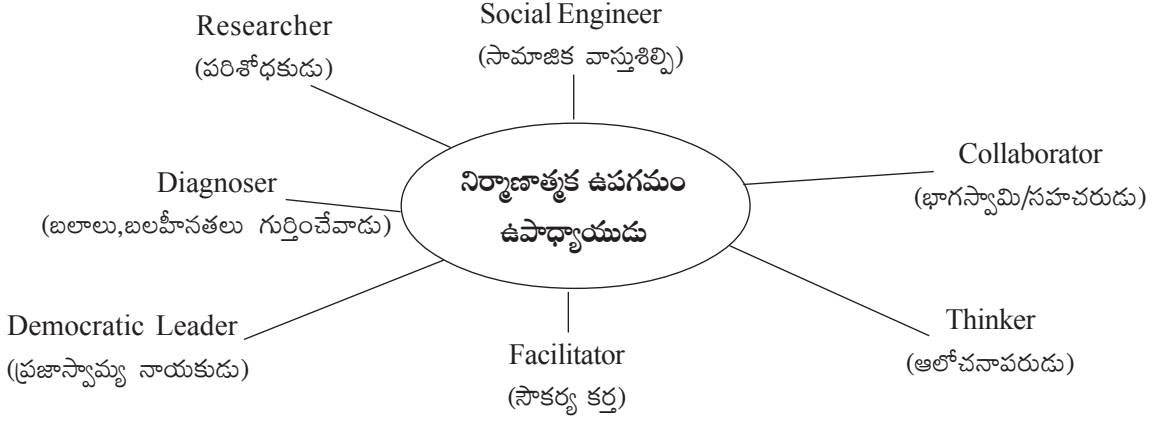 Social Engineer
(సామాజిక వాస్తుశిల్పి)
Researcher
(పరిశోధకుడు)
Collaborator
(భాగస్వామి/సహచరుడు)
నిర్మాణాత్మక ఉపగమం
ఉపాధ్యాయుడు
Diagnoser
(బలాలు,బలహీనతలు గుర్తించేవాడు)
Democratic Leader
(ప్రజాస్వామ్య నాయకుడు)
Facilitator
(సౌకర్య కర్త)
Thinker
(ఆలోచనాపరుడు)